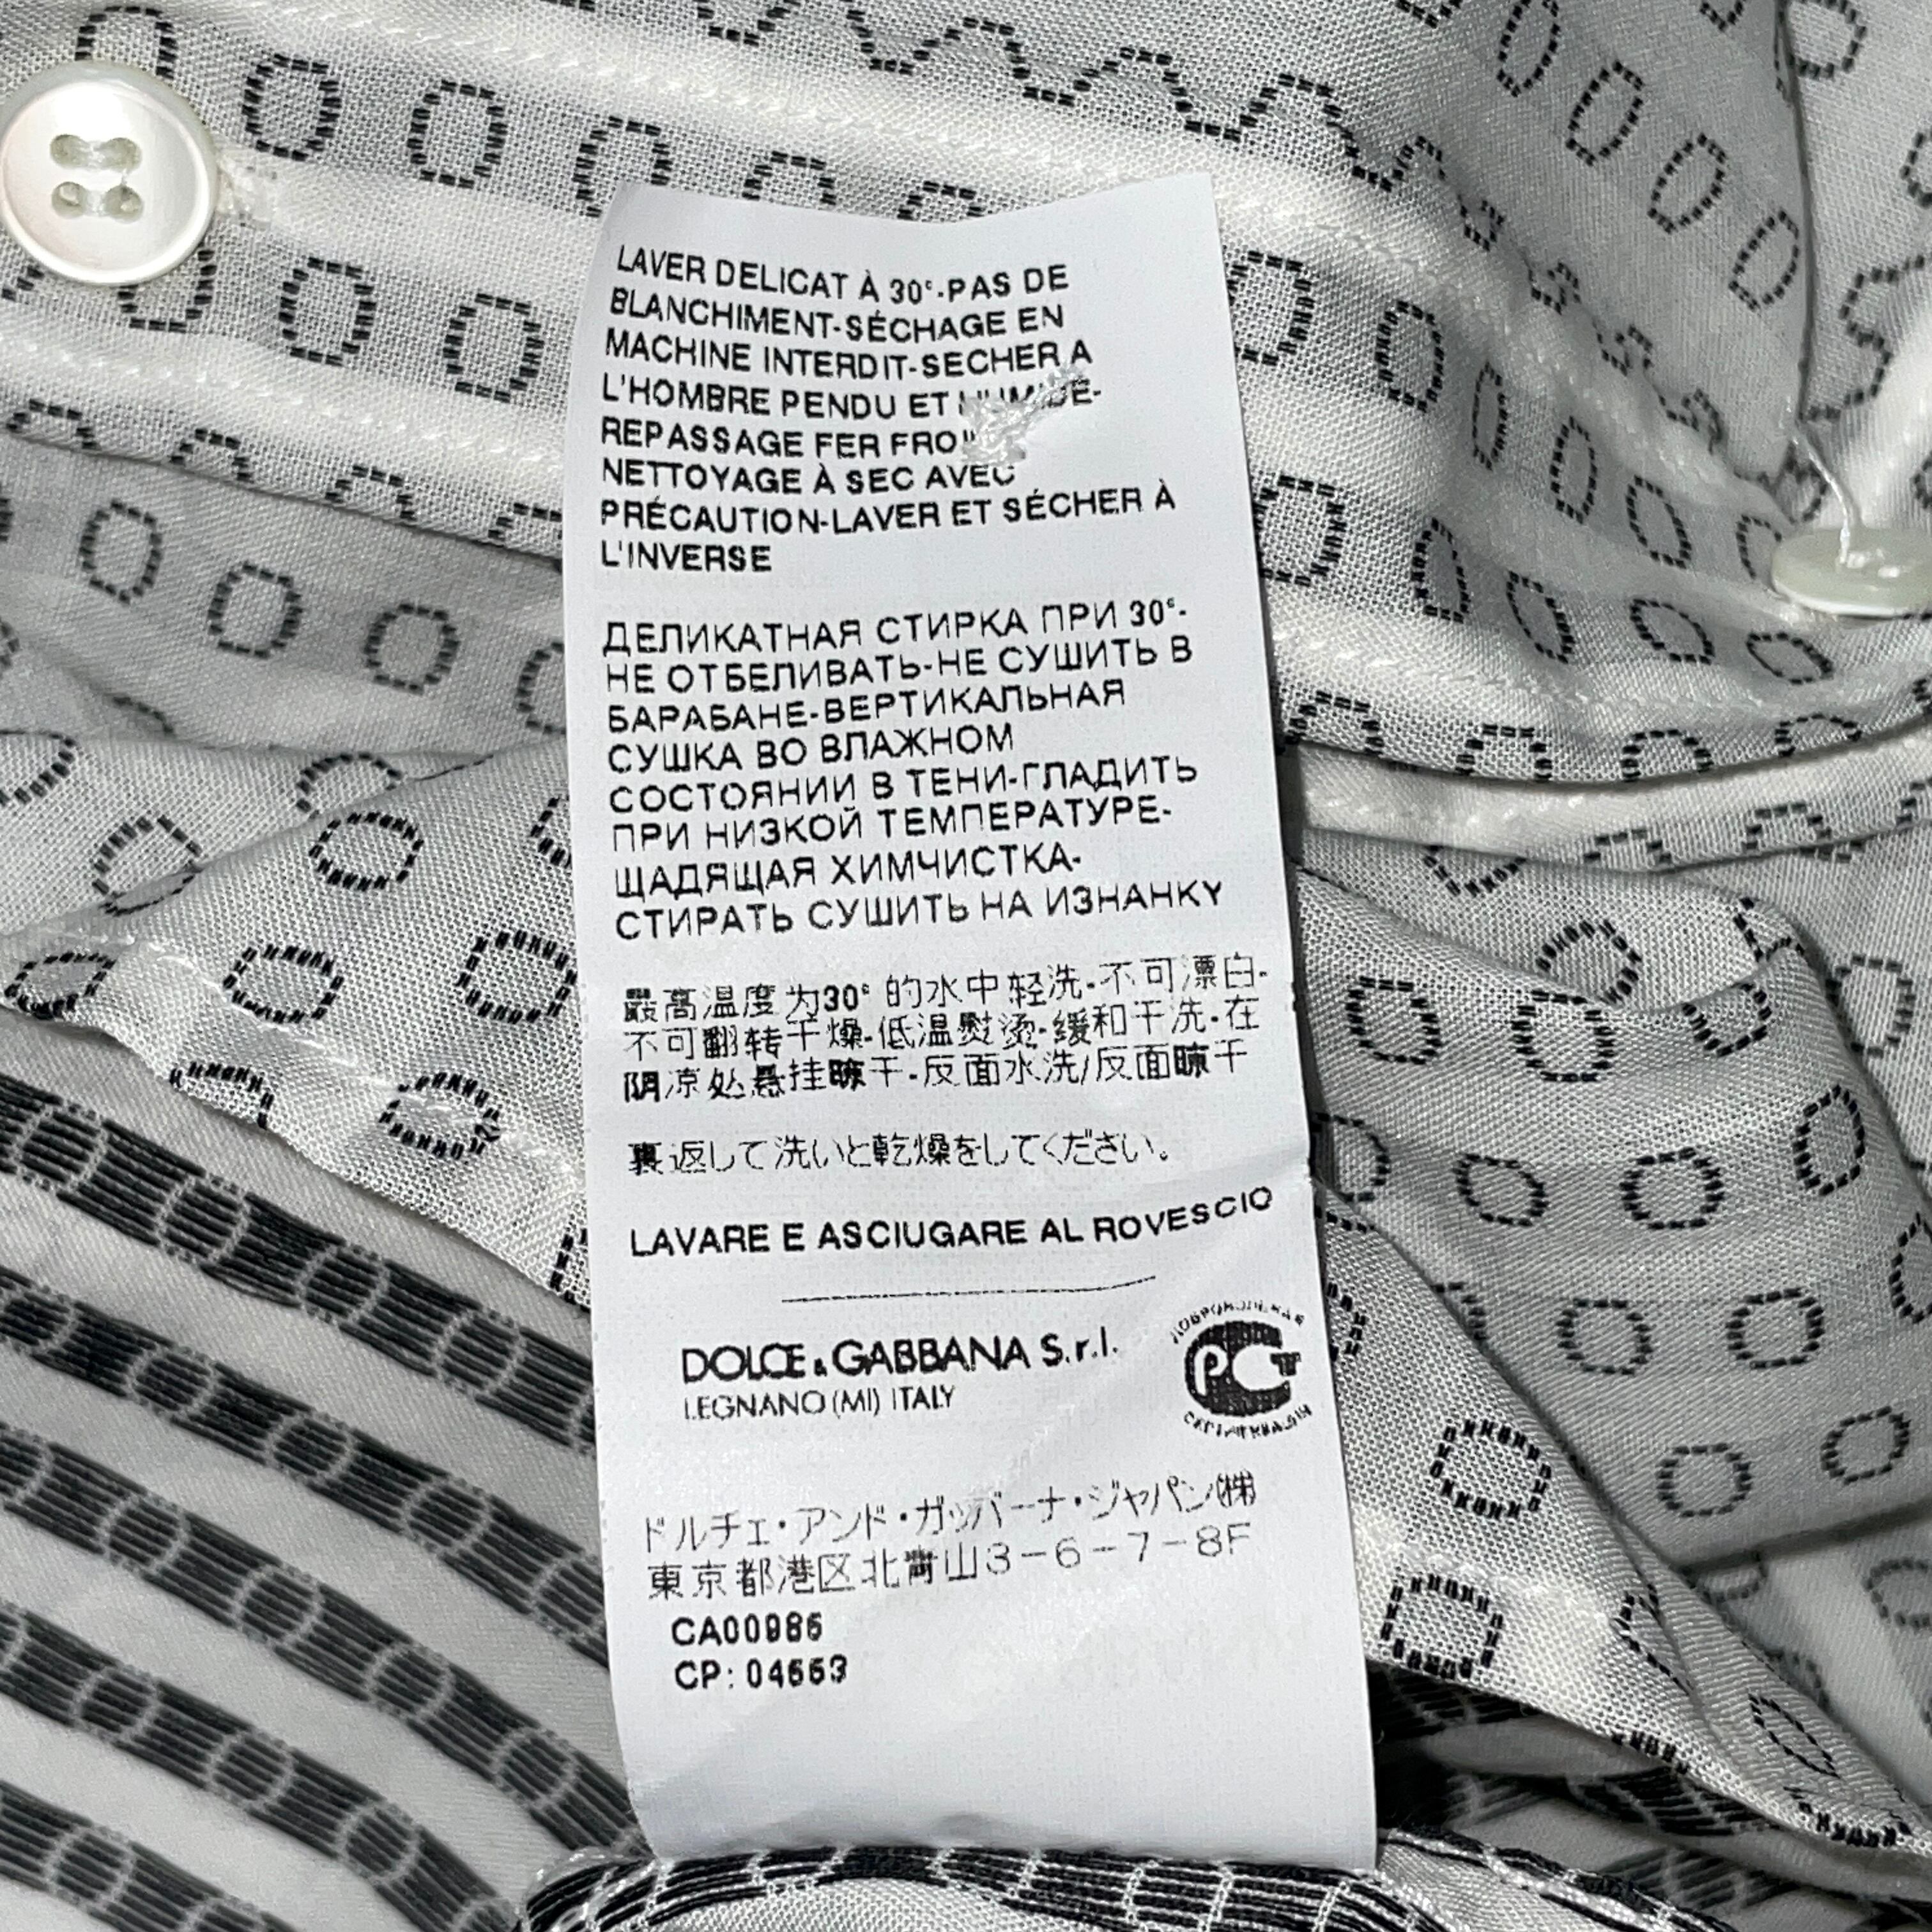 LAVER DELICAT À 30°-PAS DE
BLANCHIMENT-SÉCHAGE EN
MACHINE INTERDIT-SECHER A
L'HOMBRE PENDU ET HUMIDE-
REPASSAGE FER FROID
NETTOYAGE À SEC AVEC
PRÉCAUTION-LAVER ET SÉCHER À
L'INVERSE
ДЕЛИКАТНАЯ СТИРКА ПРИ 30°-
НЕ ОТБЕЛИВАТЬ-НЕ СУШИТЬ В
БАРАБАНЕ-ВЕРТИКАЛЬНАЯ
СУШКА ВО ВЛАЖНОМ
СОСТОЯНИИ В ТЕНИ-ГЛАДИТЬ
ПРИ НИЗКОЙ ТЕМПЕРАТУРЕ-
ЩАДЯЩАЯ ХИМЧИСТКА-
СТИРАТЬ СУШИТЬ НА ИЗНАНКУ
最高温度为30° 的水中轻洗-不可漂白-
不可翻转干燥-低温熨烫-缓和干洗-在
阴凉处悬挂晾干-反面水洗/反面晾干
裏返して洗いと乾燥をしてください。
LAVARE E ASCIUGARE AL ROVESCIO
DOLCE & GABBANA S.r.l.
LEGNANO (MI) ITALY
ДОБРОВОЛЬНАЯ
РСТ
СЕРТИФИКАЦИЯ
ドルチェ・アンド・ガッバーナ・ジャパン(株)
東京都港区北青山3-6-7-8F
CA00986
CP: 04553